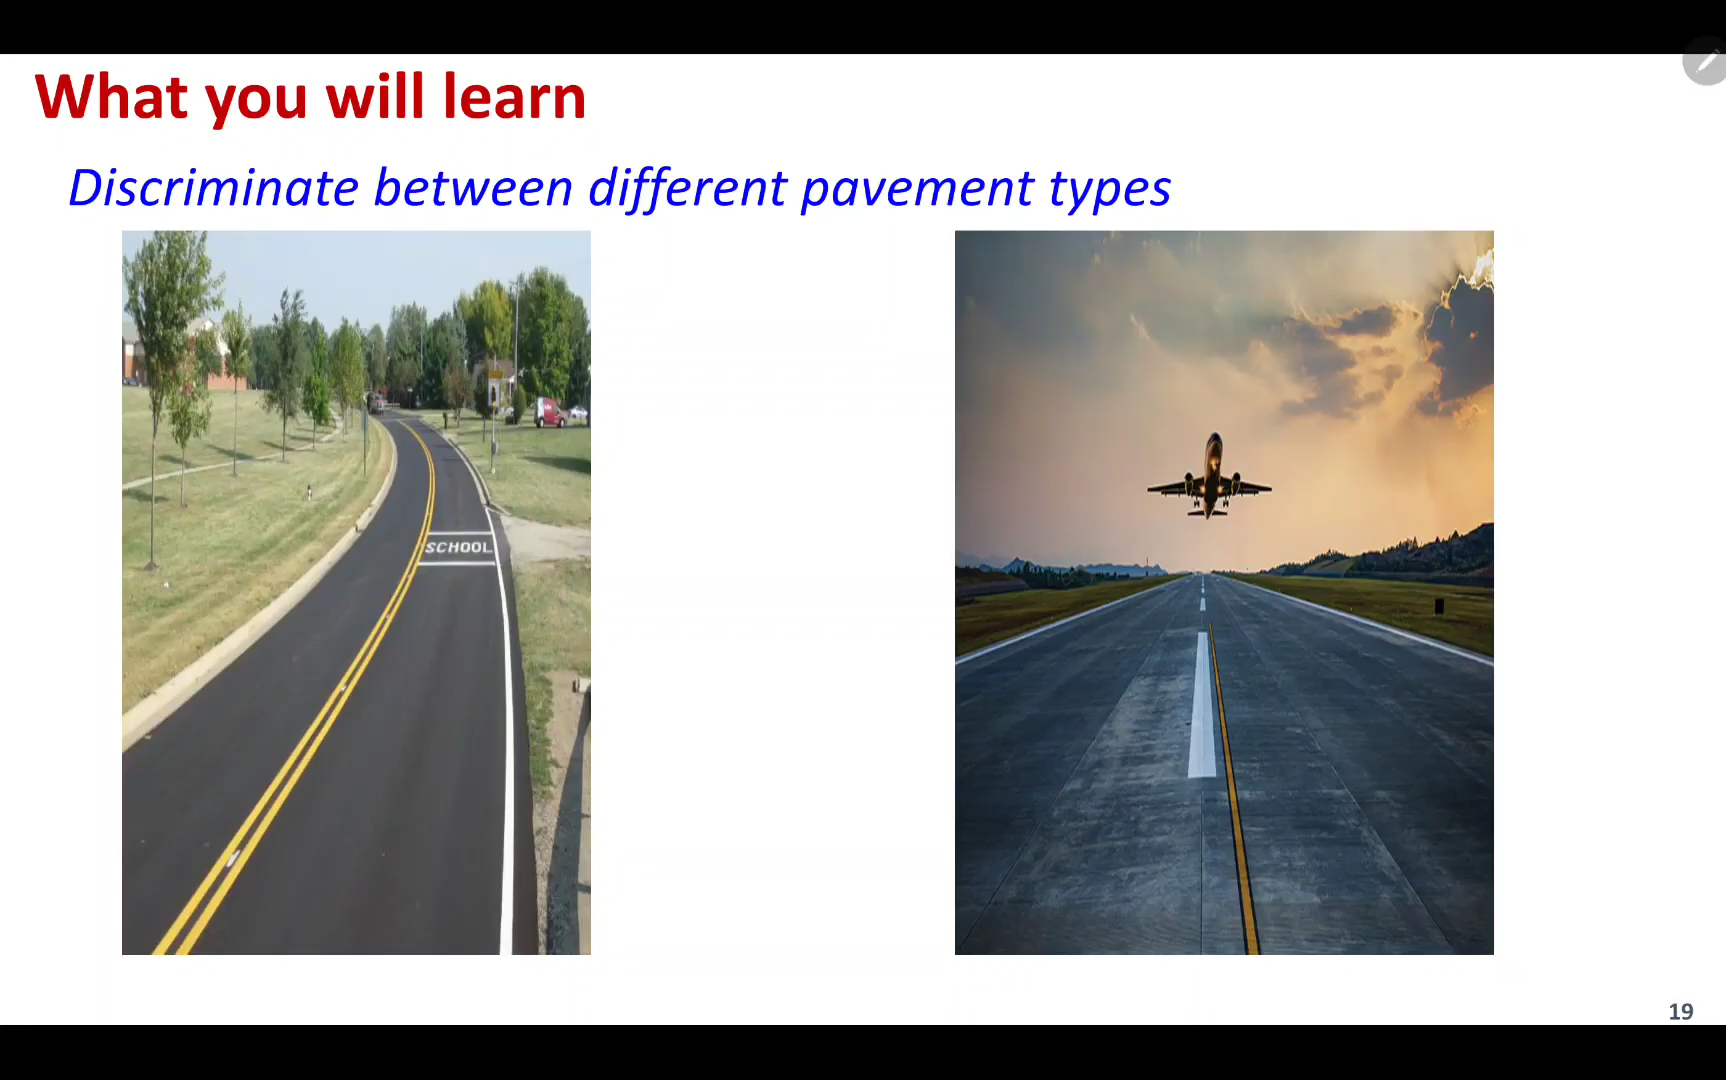 What you will learn
Discriminate between different pavement types
SCHOOL
19